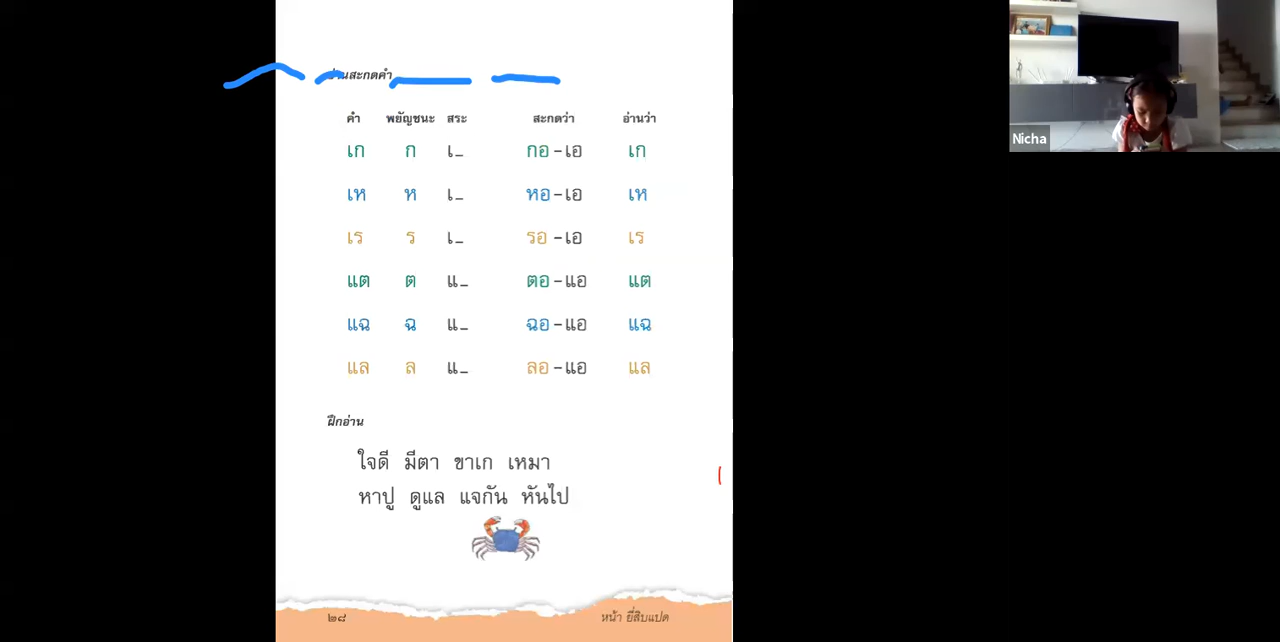 อ่านสะกดคำ
คำ พยัญชนะ สระ สะกดว่า อ่านว่า
เก ก เ_ กอ – เอ เก
เห ห เ_ หอ – เอ เห
เร ร เ_ รอ – เอ เร
แต ต แ_ ตอ – แอ แต
แฉ ฉ แ_ ฉอ – แอ แฉ
แล ล แ_ ลอ – แอ แล
ฝึกอ่าน
ใจดี มีตา ขาเก เหมา
หาปู ดูแล แจกัน หันไป
๒๘ หน้า ยี่สิบแปด
Nicha